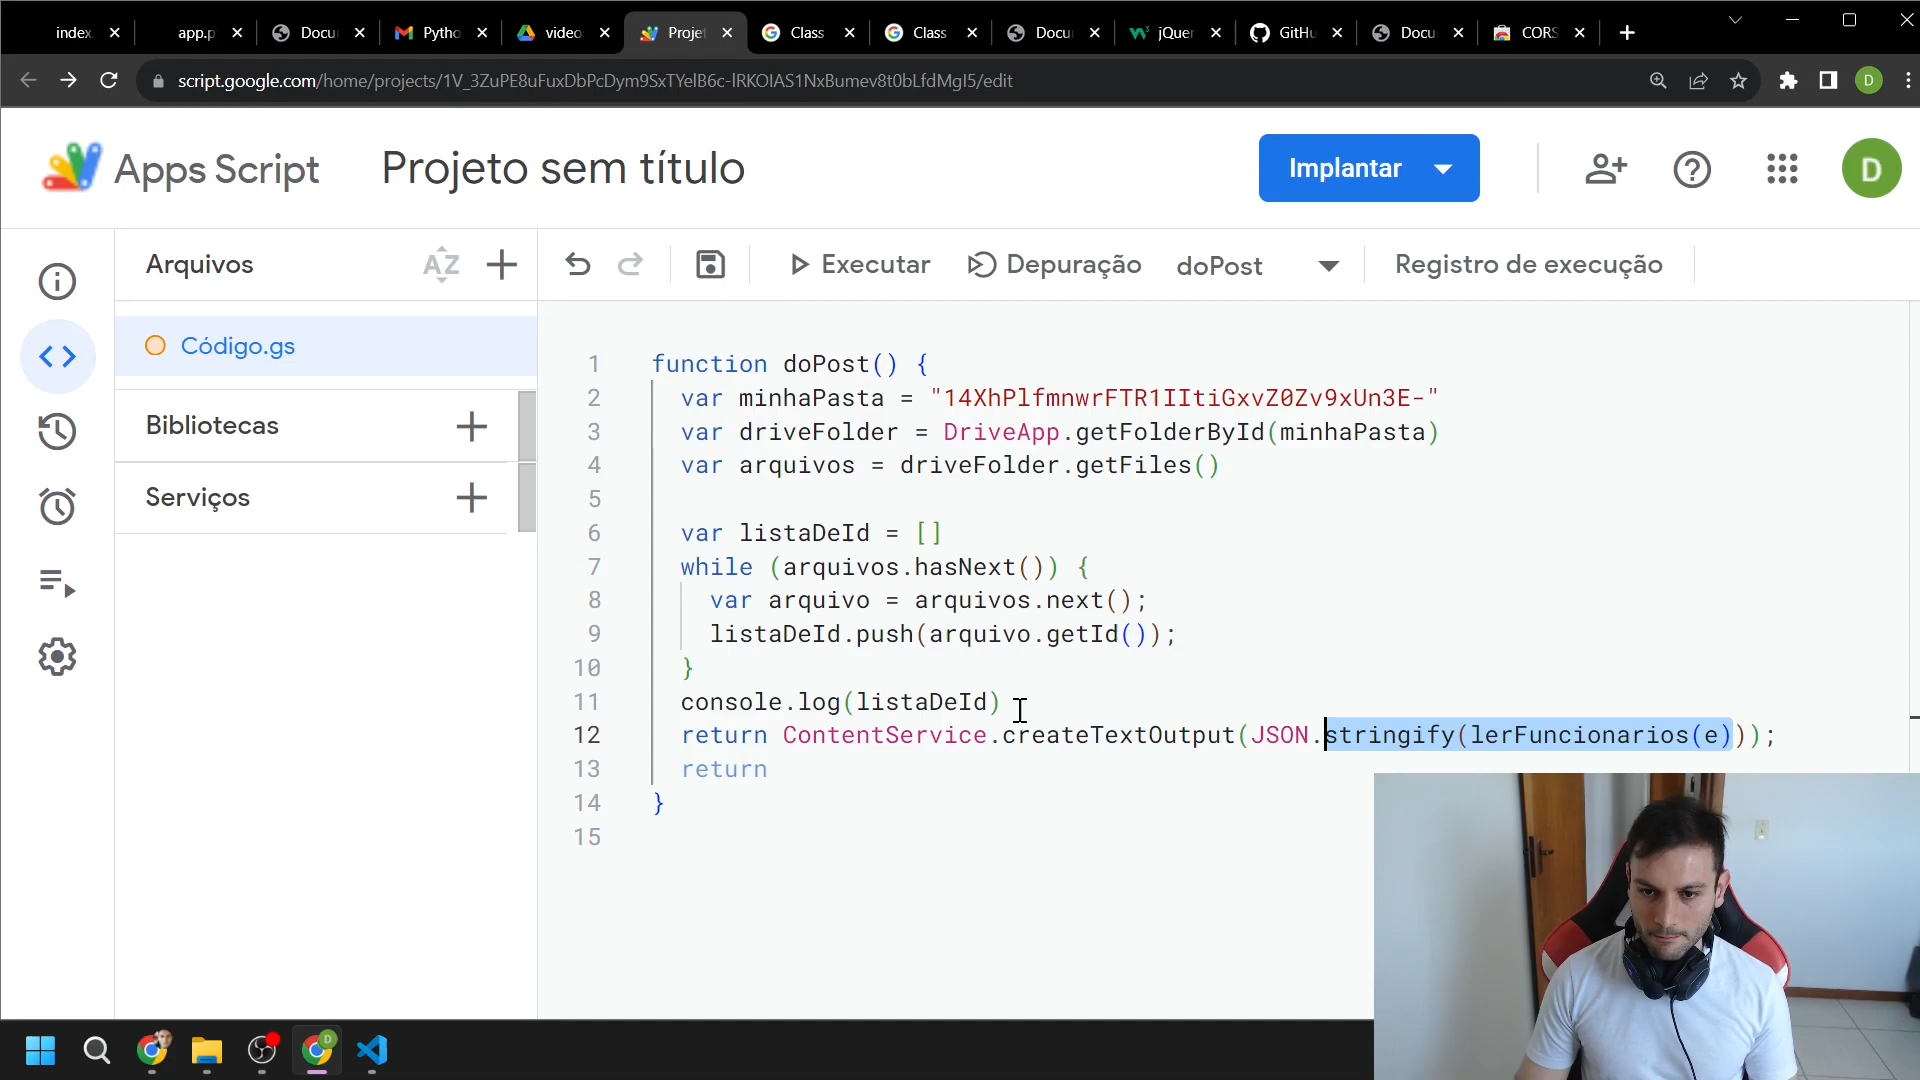 index.
app.p
Docu
Pytho
video
Projet
Class
Class
Docu
jQuer
GitHu
Docu
CORS
script.google.com/home/projects/1V_3ZuPE8uFuxDbPcDym9SxTYelB6c-lRKOIAS1NxBumev8t0bLfdMgI5/edit
D
Apps Script
Projeto sem título
Implantar
D
Arquivos
AZ
Executar
Depuração
doPost
Registro de execução
Código.gs
Bibliotecas
Serviços
1 function doPost() {
2 var minhaPasta = "14XhPlfmnwrFTR1IItiGxvZ0Zv9xUn3E-"
3 var driveFolder = DriveApp.getFolderById(minhaPasta)
4 var arquivos = driveFolder.getFiles()
5
6 var listaDeId = []
7 while (arquivos.hasNext()) {
8 var arquivo = arquivos.next();
9 listaDeId.push(arquivo.getId());
10 }
11 console.log(listaDeId)
12 return ContentService.createTextOutput(JSON.stringify(lerFuncionarios(e)));
13 return
14 }
15